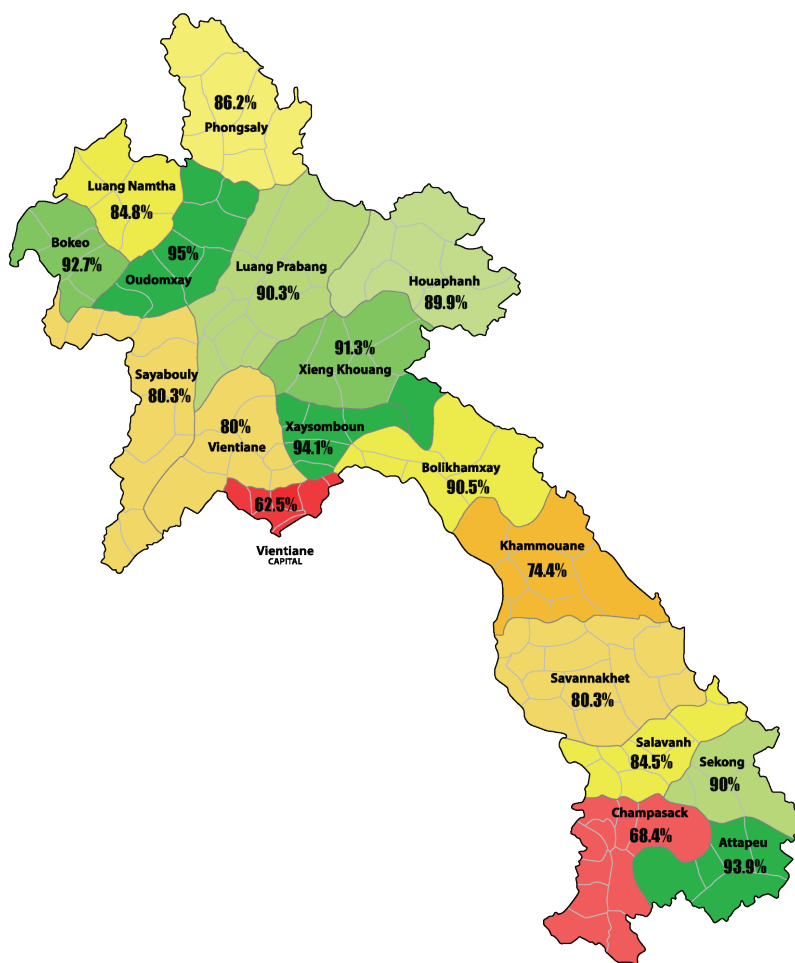 86.2%
Phongsaly
Luang Namtha
84.8%
Bokeo
92.7%
95%
Oudomxay
Luang Prabang
90.3%
Houaphanh
89.9%
91.3%
Xieng Khouang
Sayabouly
80.3%
80%
Vientiane
Xaysomboun
94.1%
Bolikhamxay
90.5%
62.5%
Vientiane
CAPITAL
Khammouane
74.4%
Savannakhet
80.3%
Salavanh
84.5%
Sekong
90%
Champasack
68.4%
Attapeu
93.9%